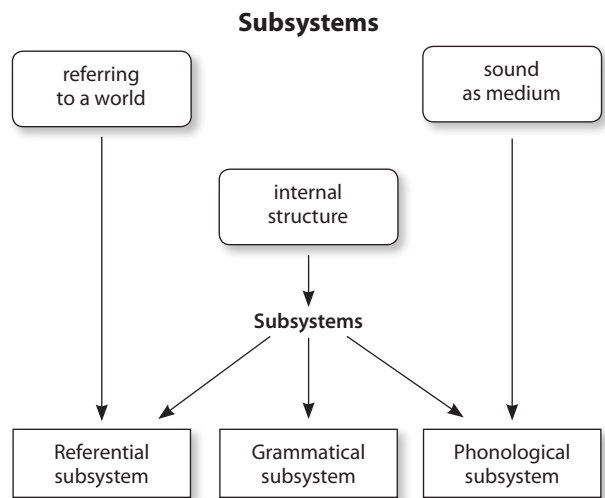 Subsystems
referring
to a world
sound
as medium
internal
structure
Subsystems
Referential
subsystem
Grammatical
subsystem
Phonological
subsystem